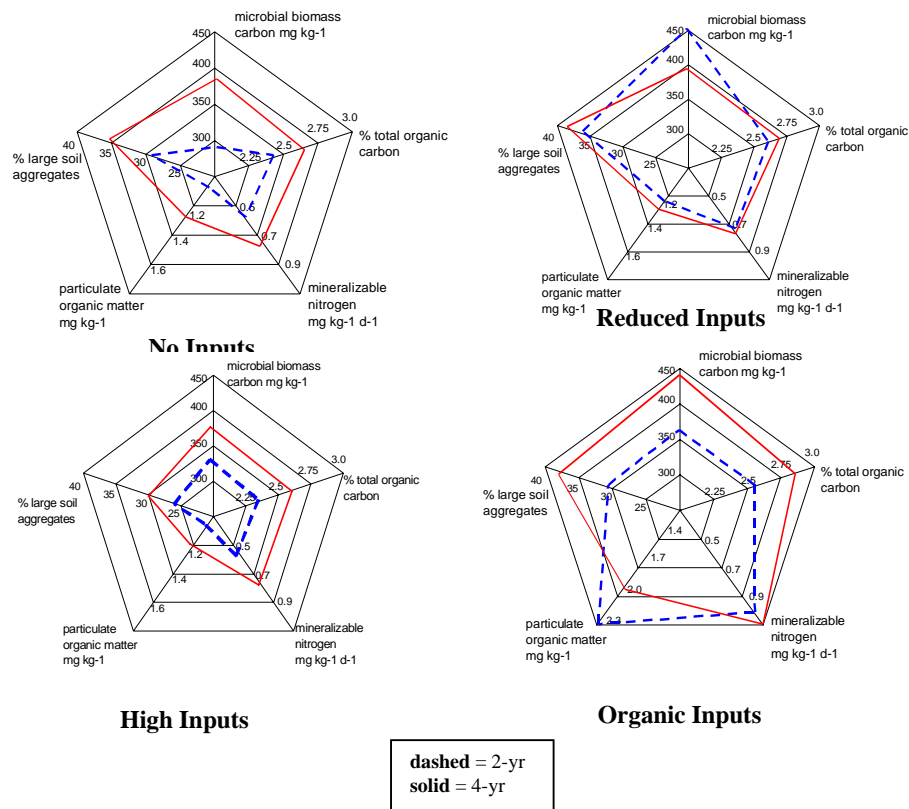 microbial biomass
carbon mg kg-1
450
400
350
300
3.0
2.75
2.5
2.25
% total organic
carbon
40
35
30
25
% large soil
aggregates
0.5
0.7
0.9
1.2
1.4
1.6
particulate
organic matter
mg kg-1
mineralizable
nitrogen
mg kg-1 d-1
No Inputs
microbial biomass
carbon mg kg-1
450
400
350
300
3.0
2.75
2.5
2.25
% total organic
carbon
40
35
30
25
% large soil
aggregates
0.5
0.7
0.9
1.2
1.4
1.6
particulate
organic matter
mg kg-1
mineralizable
nitrogen
mg kg-1 d-1
Reduced Inputs
microbial biomass
carbon mg kg-1
450
400
350
300
3.0
2.75
2.5
2.25
% total organic
carbon
40
35
30
25
% large soil
aggregates
0.5
0.7
0.9
1.2
1.4
1.6
particulate
organic matter
mg kg-1
mineralizable
nitrogen
mg kg-1 d-1
High Inputs
microbial biomass
carbon mg kg-1
450
400
350
300
3.0
2.75
2.5
2.25
% total organic
carbon
40
35
30
25
% large soil
aggregates
0.5
0.7
0.9
1.4
1.7
2.0
particulate
organic matter
mg kg-1
mineralizable
nitrogen
mg kg-1 d-1
Organic Inputs
dashed = 2-yr
solid = 4-yr